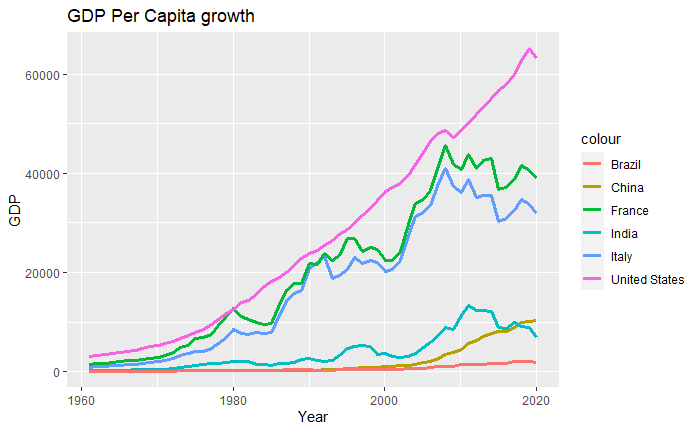 GDP Per Capita growth
GDP
60000
40000
20000
0
1960
1980
2000
2020
Year
colour
Brazil
China
France
India
Italy
United States